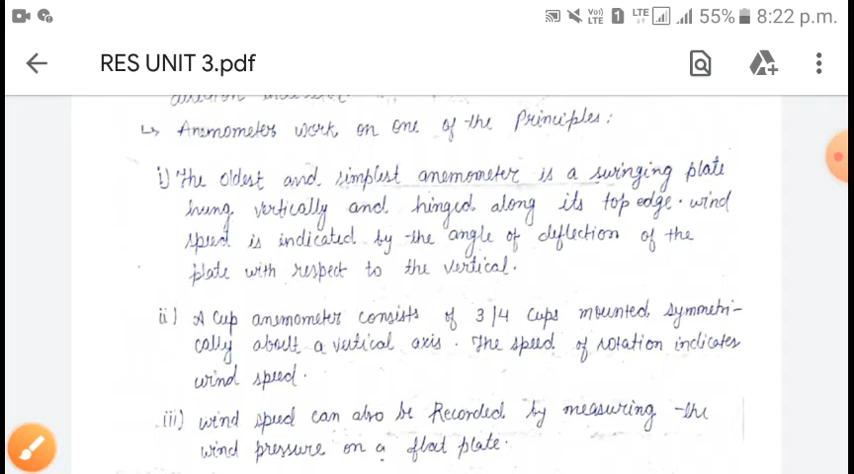 Vo)) LTE 1 LTE 55% 8:22 p.m.
RES UNIT 3.pdf
↳ Anemometers work on one of the Principles:
i) The oldest and simplest anemometer is a swinging plate
hung vertically and hinged along its top edge. wind
speed is indicated by the angle of deflection of the
plate with respect to the vertical.
ii) A Cup anemometer consists of 3/4 Cups mounted symmetri-
cally about a vertical axis. The speed of rotation indicates
wind speed.
iii) wind speed can also be Recorded by measuring the
wind pressure on a flat plate.